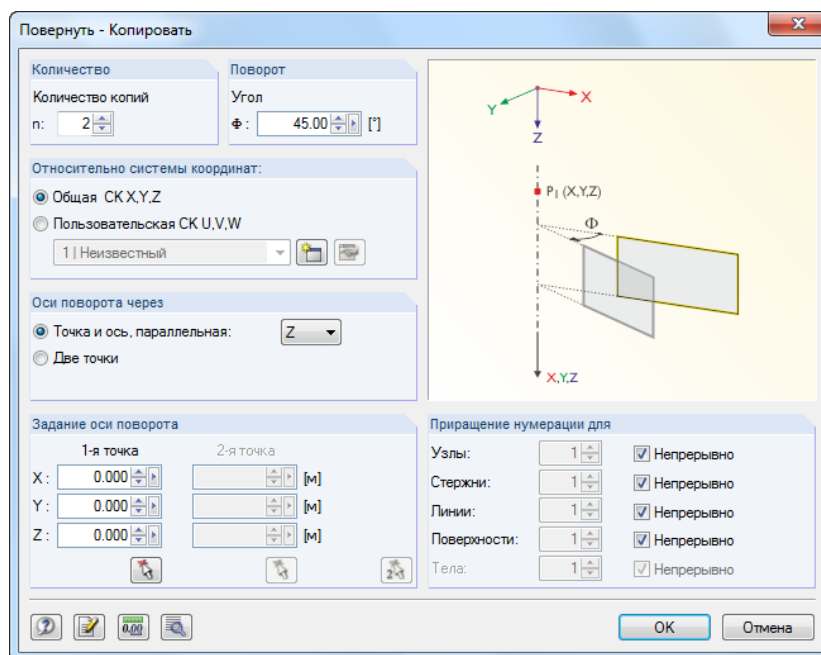 Повернуть - Копировать
Количество
Количество копий
n: 2
Поворот
Угол
Φ : 45.00 [°]
Относительно системы координат:
Общая СК X,Y,Z
Пользовательская СК U,V,W
1 | Неизвестный
Оси поворота через
Точка и ось, параллельная: Z
Две точки
Y X
Z
P1 (X,Y,Z)
Φ
X,Y,Z
Задание оси поворота
1-я точка 2-я точка
X : 0.000 [м]
Y : 0.000 [м]
Z : 0.000 [м]
2
Приращение нумерации для
Узлы: 1 Непрерывно
Стержни: 1 Непрерывно
Линии: 1 Непрерывно
Поверхности: 1 Непрерывно
Тела: 1 Непрерывно
0.00
OK Отмена